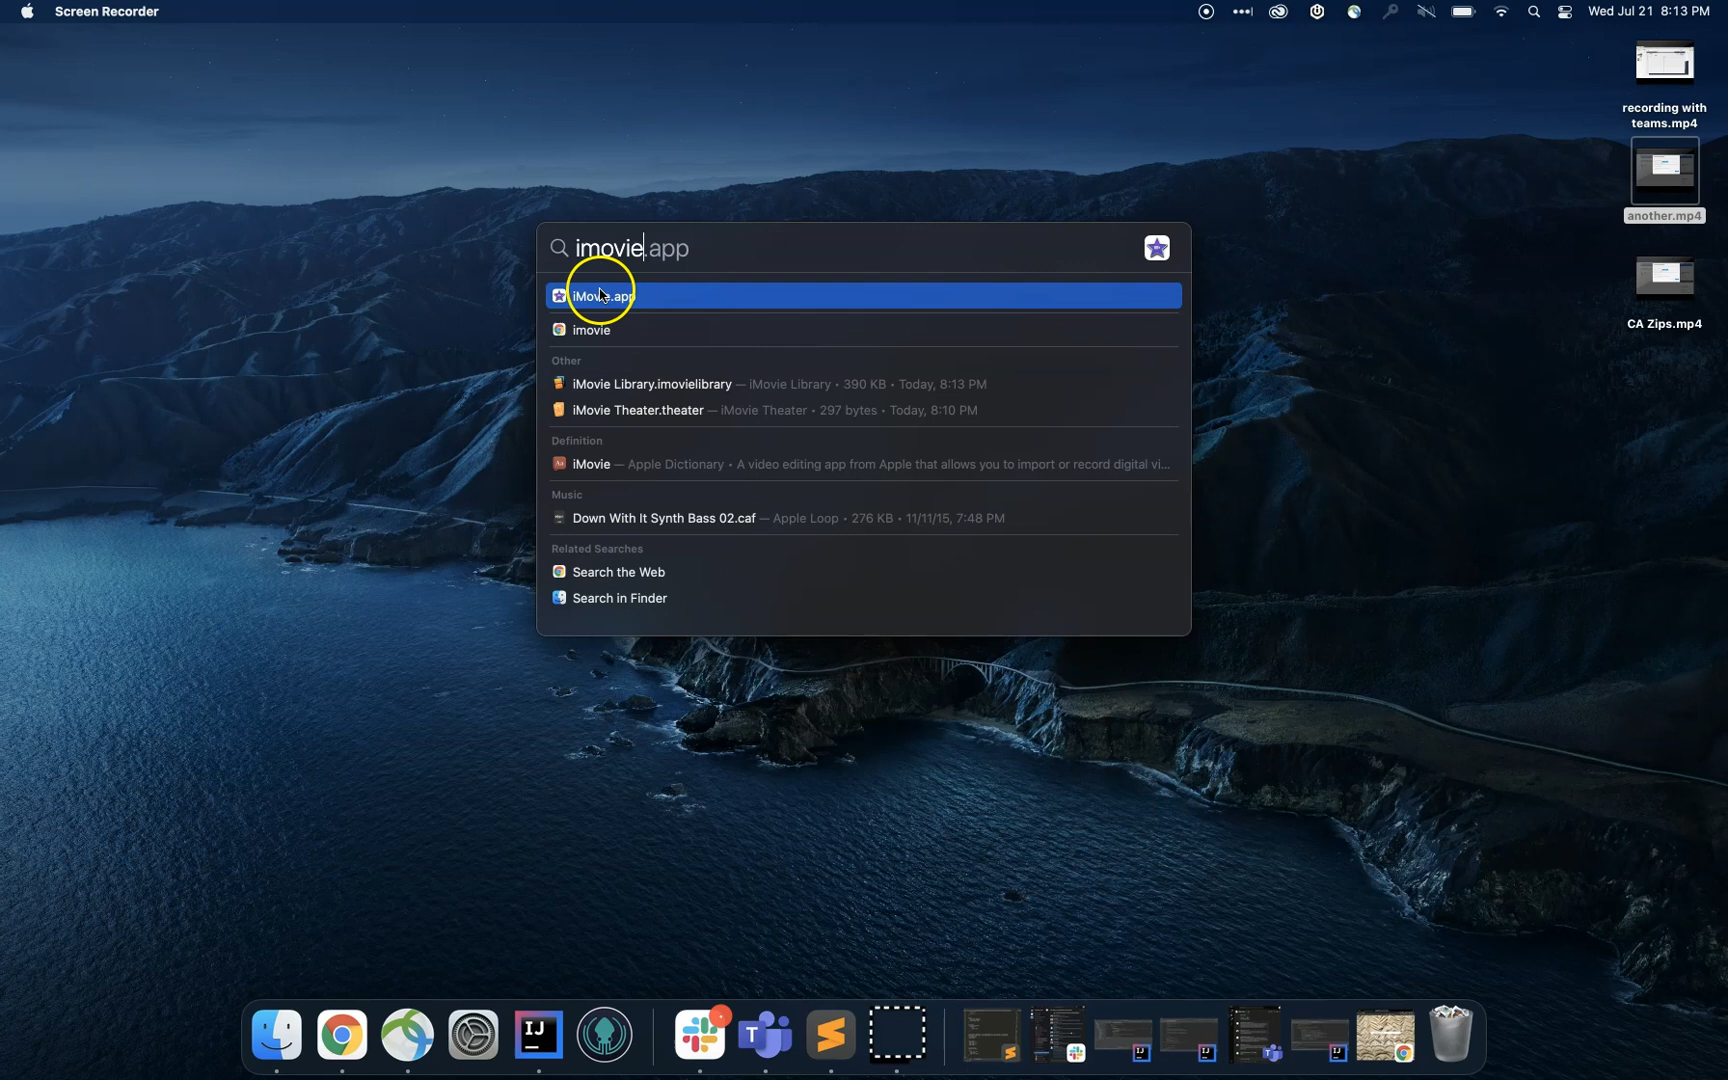 Screen Recorder
Wed Jul 21 8:13 PM
recording with
teams.mp4
another.mp4
CA Zips.mp4
imovie.app
iMovie.app
imovie
Other
iMovie Library.imovielibrary — iMovie Library • 390 KB • Today, 8:13 PM
iMovie Theater.theater — iMovie Theater • 297 bytes • Today, 8:10 PM
Definition
iMovie — Apple Dictionary • A video editing app from Apple that allows you to import or record digital vi...
Music
Down With It Synth Bass 02.caf — Apple Loop • 276 KB • 11/11/15, 7:48 PM
Related Searches
Search the Web
Search in Finder
IJ
T
IJ
IJ
IJ